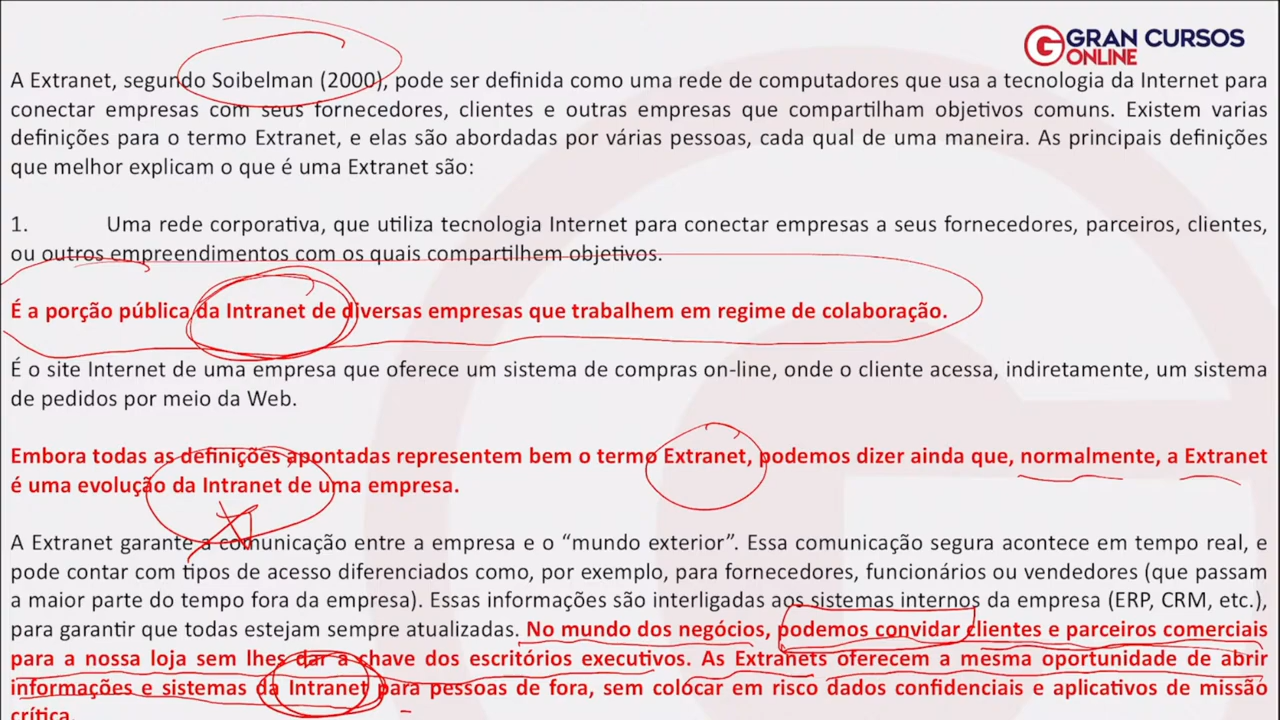 GRAN CURSOS
ONLINE
A Extranet, segundo Soibelman (2000), pode ser definida como uma rede de computadores que usa a tecnologia da Internet para
conectar empresas com seus fornecedores, clientes e outras empresas que compartilham objetivos comuns. Existem varias
definições para o termo Extranet, e elas são abordadas por várias pessoas, cada qual de uma maneira. As principais definições
que melhor explicam o que é uma Extranet são:
1. Uma rede corporativa, que utiliza tecnologia Internet para conectar empresas a seus fornecedores, parceiros, clientes,
ou outros empreendimentos com os quais compartilhem objetivos.
É a porção pública da Intranet de diversas empresas que trabalhem em regime de colaboração.
É o site Internet de uma empresa que oferece um sistema de compras on-line, onde o cliente acessa, indiretamente, um sistema
de pedidos por meio da Web.
Embora todas as definições apontadas representem bem o termo Extranet, podemos dizer ainda que, normalmente, a Extranet
é uma evolução da Intranet de uma empresa.
A Extranet garante a comunicação entre a empresa e o “mundo exterior”. Essa comunicação segura acontece em tempo real, e
pode contar com tipos de acesso diferenciados como, por exemplo, para fornecedores, funcionários ou vendedores (que passam
a maior parte do tempo fora da empresa). Essas informações são interligadas aos sistemas internos da empresa (ERP, CRM, etc.),
para garantir que todas estejam sempre atualizadas. No mundo dos negócios, podemos convidar clientes e parceiros comerciais
para a nossa loja sem lhes dar a chave dos escritórios executivos. As Extranets oferecem a mesma oportunidade de abrir
informações e sistemas da Intranet para pessoas de fora, sem colocar em risco dados confidenciais e aplicativos de missão
crítica.